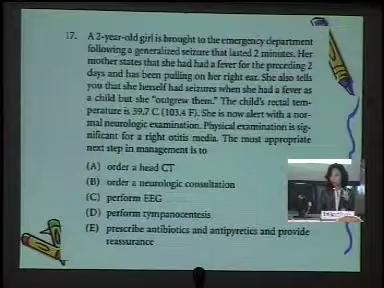 17. A 2-year-old girl is brought to the emergency department
following a generalized seizure that lasted 2 minutes. Her
mother states that she had had a fever for the preceding 2
days and has been pulling on her right ear. She also tells
you that she herself had seizures when she had a fever as
a child but she "outgrew them." The child's rectal tem-
perature is 39.7 C (103.4 F). She is now alert with a nor-
mal neurologic examination. Physical examination is sig-
nificant for a right otitis media. The most appropriate
next step in management is to
(A) order a head CT
(B) order a neurologic consultation
(C) perform EEG
(D) perform tympanocentesis
(E) prescribe antibiotics and antipyretics and provide
reassurance